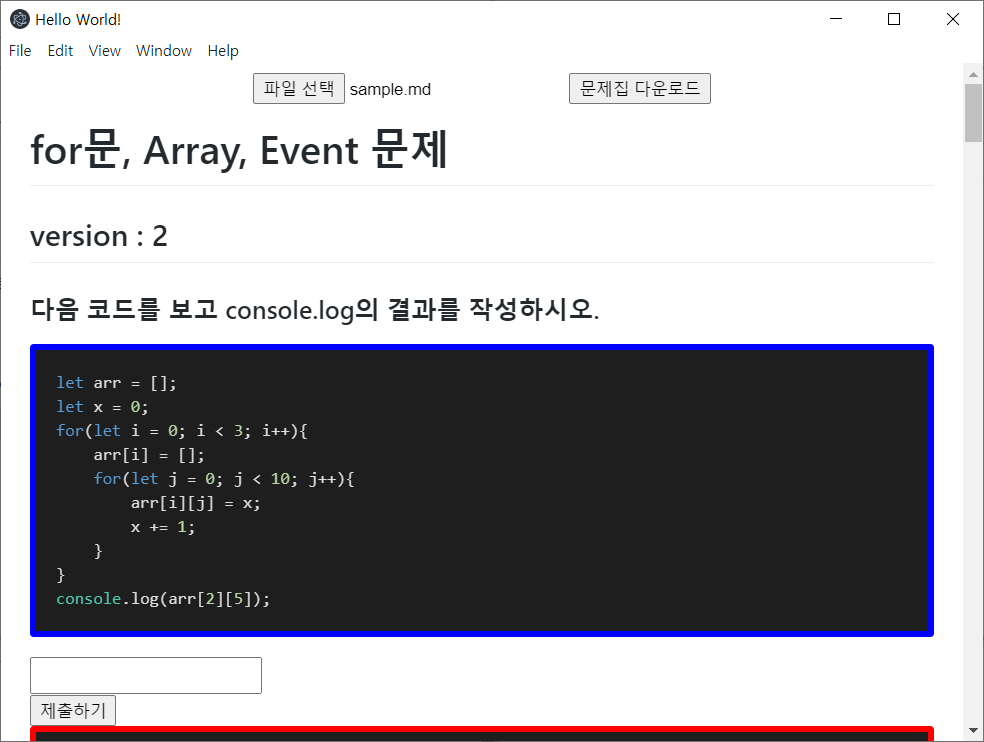 Hello World!
File Edit View Window Help
파일 선택 sample.md 문제집 다운로드
for문, Array, Event 문제
version : 2
다음 코드를 보고 console.log의 결과를 작성하시오.
let arr = [];
let x = 0;
for(let i = 0; i < 3; i++){
    arr[i] = [];
    for(let j = 0; j < 10; j++){
        arr[i][j] = x;
        x += 1;
    }
}
console.log(arr[2][5]);
제출하기